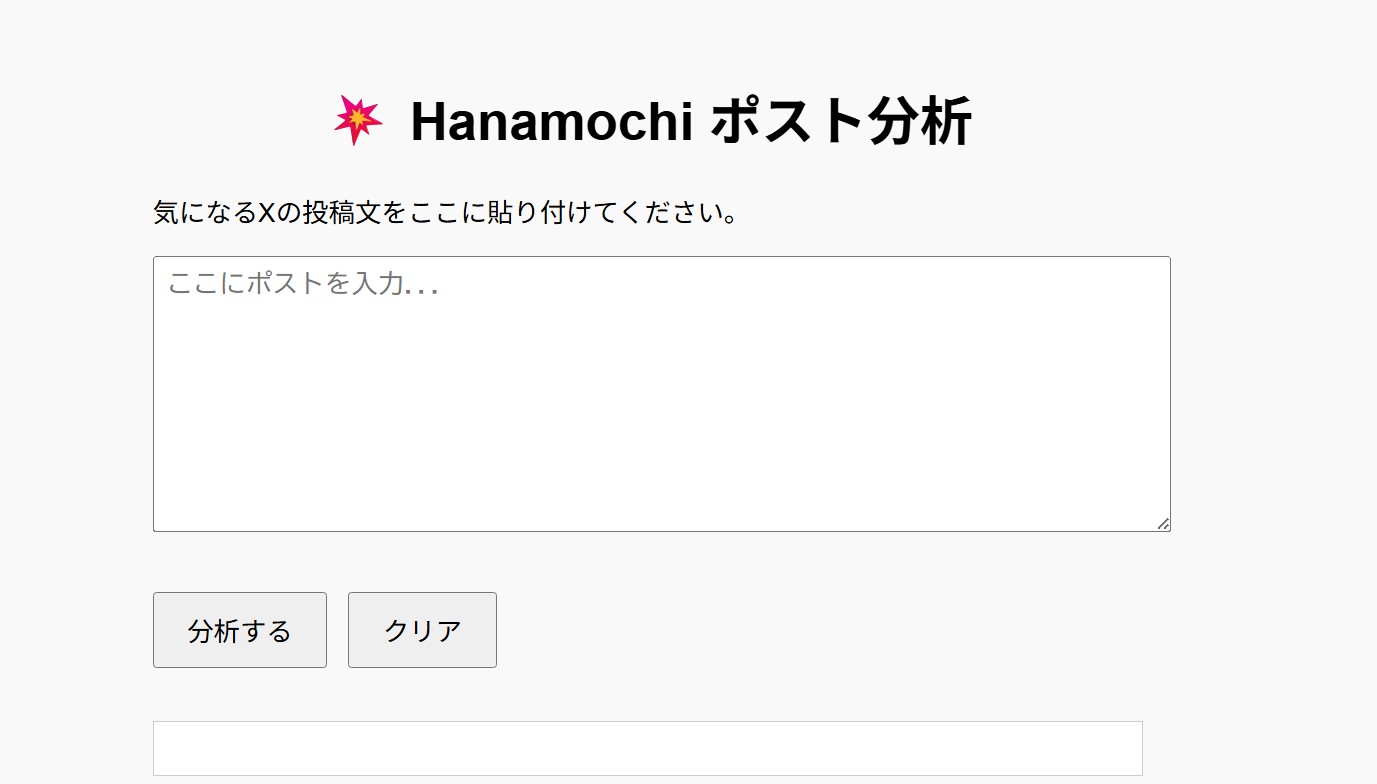 💥 Hanamochi ポスト分析
気になるXの投稿文をここに貼り付けてください。
ここにポストを入力...
分析する
クリア